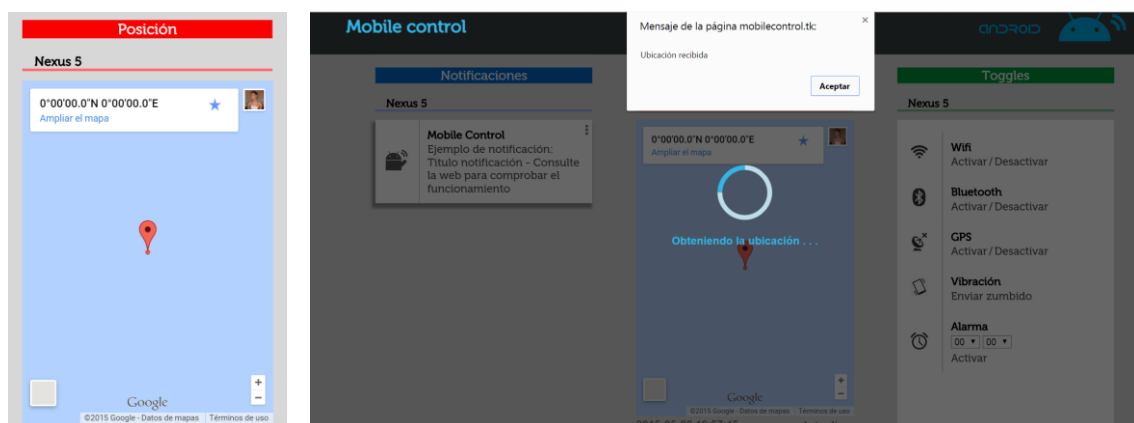 Posición
Nexus 5
0°00'00.0"N 0°00'00.0"E
Ampliar el mapa
Google
©2015 Google - Datos de mapas
Términos de uso
Mobile control
Mensaje de la página mobilecontrol.tk:
Ubicación recibida
Aceptar
android
Notificaciones
Nexus 5
Mobile Control
Ejemplo de notificación:
Titulo notificación - Consulte
la web para comprobar el
funcionamiento
0°00'00.0"N 0°00'00.0"E
Ampliar el mapa
Obteniendo la ubicación . . .
Google
©2015 Google - Datos de mapas
Términos de uso
Toggles
Nexus 5
Wifi
Activar / Desactivar
Bluetooth
Activar / Desactivar
GPS
Activar / Desactivar
Vibración
Enviar zumbido
Alarma
00 00
Activar